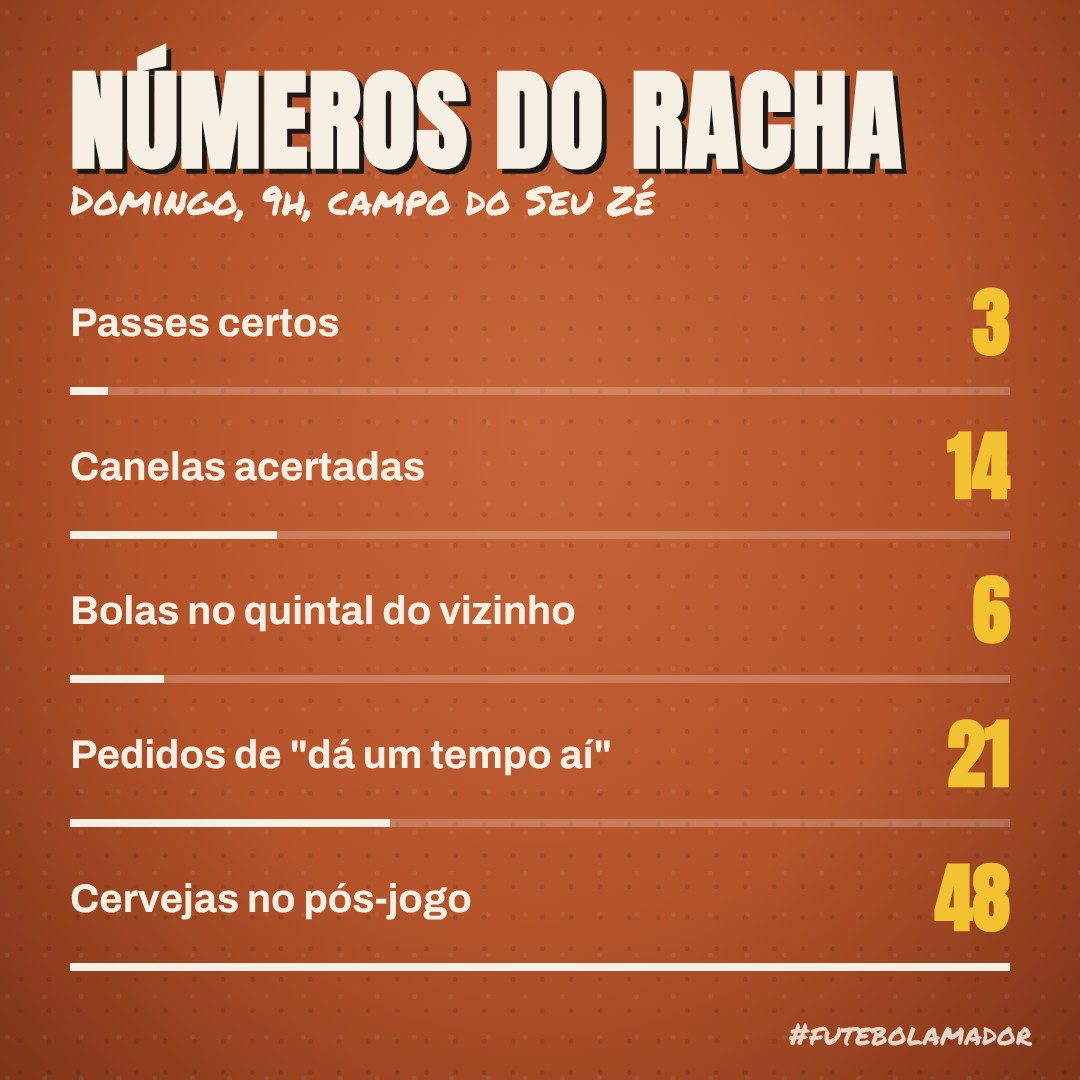 NÚMEROS DO RACHA
Domingo, 9h, campo do Seu Zé
Passes certos
3
Canelas acertadas
14
Bolas no quintal do vizinho
6
Pedidos de "dá um tempo aí"
21
Cervejas no pós-jogo
48
#futebolamador